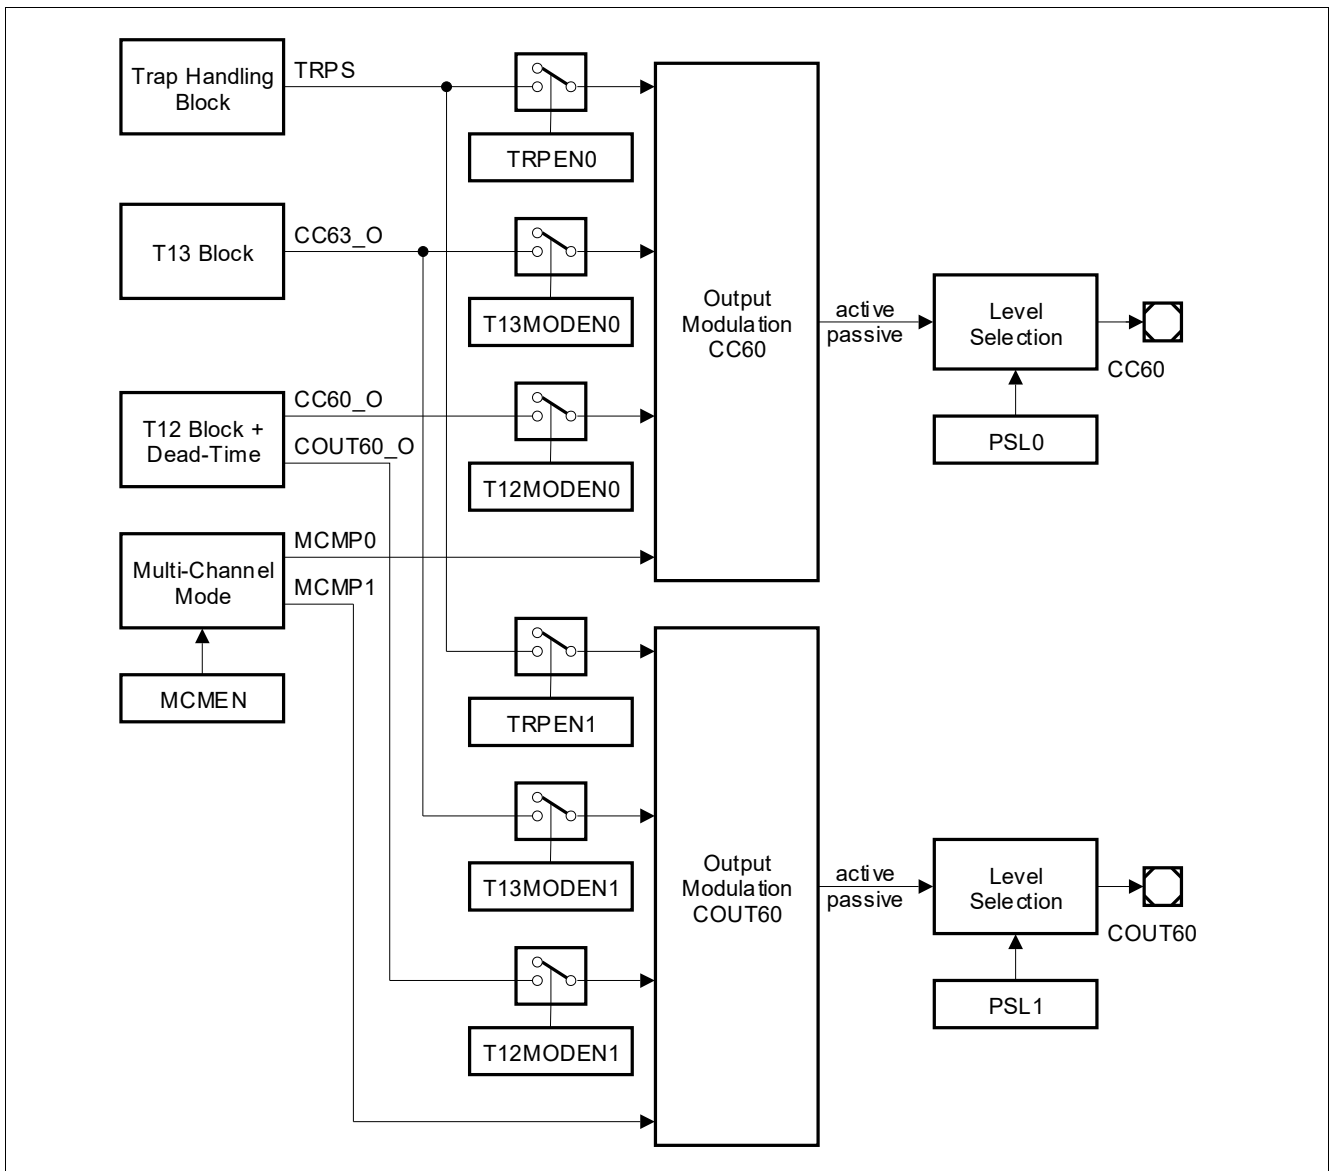 Trap Handling
Block
TRPS
TRPEN0
T13 Block
CC63_O
T13MODEN0
T12 Block +
Dead-Time
CC60_O
COUT60_O
T12MODEN0
Multi-Channel
Mode
MCMP0
MCMP1
MCMEN
Output
Modulation
CC60
active
passive
Level
Selection
CC60
PSL0
TRPEN1
T13MODEN1
T12MODEN1
Output
Modulation
COUT60
active
passive
Level
Selection
COUT60
PSL1